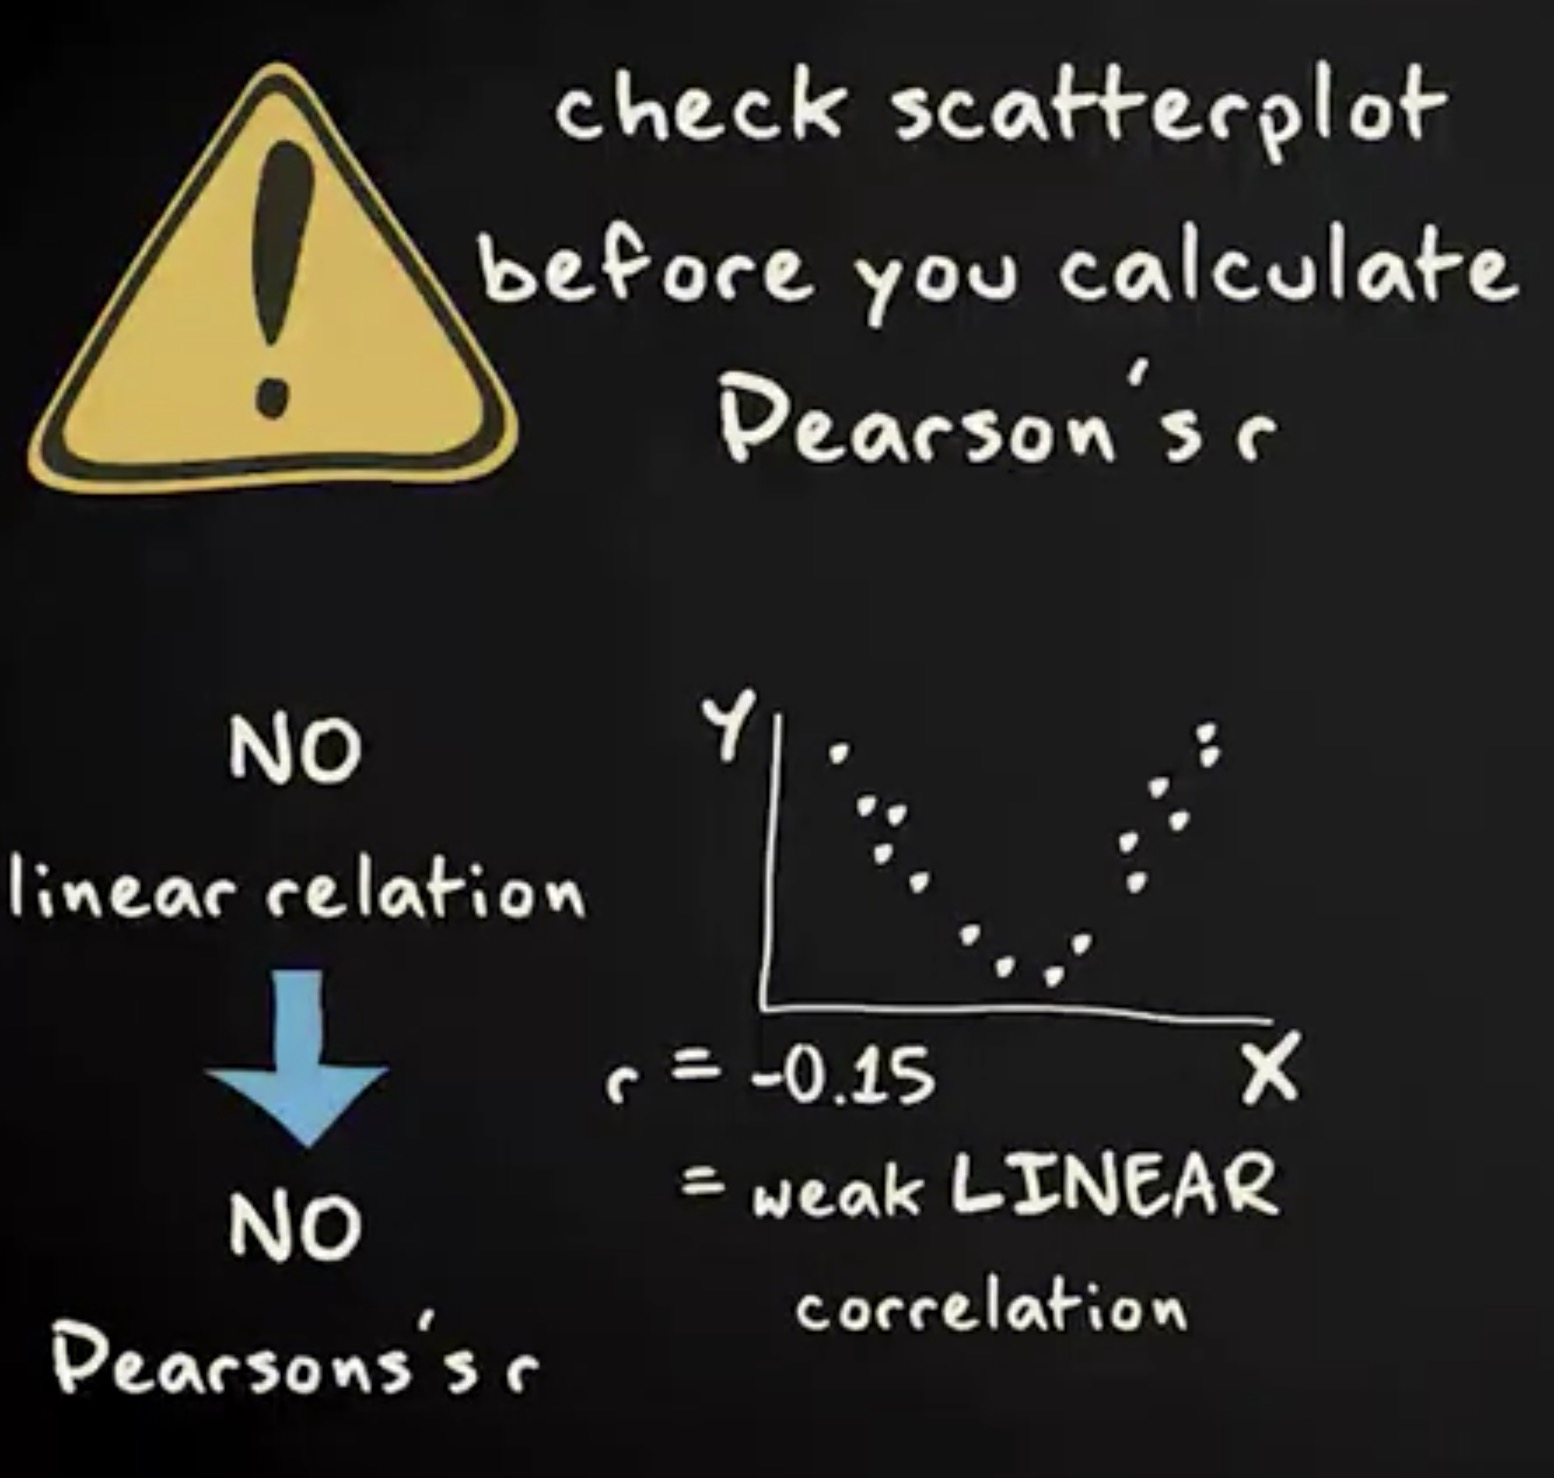 check scatterplot
before you calculate
Pearson's r
NO
linear relation
NO
Pearsons's r
Y
X
r = -0.15
= weak LINEAR
correlation